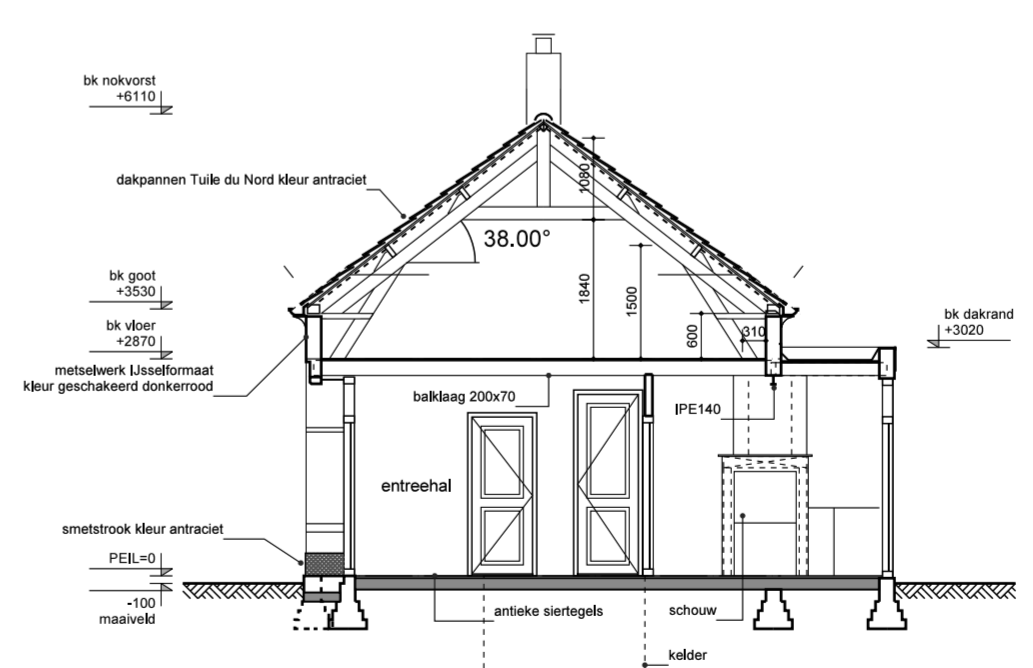 bk nokvorst
+6110
dakpannen Tuile du Nord kleur antraciet
1080
38.00°
bk goot
+3530
1840
1500
600
310
bk dakrand
+3020
bk vloer
+2870
metselwerk IJsselformaat
kleur geschakeerd donkerrood
balklaag 200x70
IPE140
entreehal
smetstrook kleur antraciet
PEIL=0
-100
maaiveld
antieke siertegels
schouw
kelder